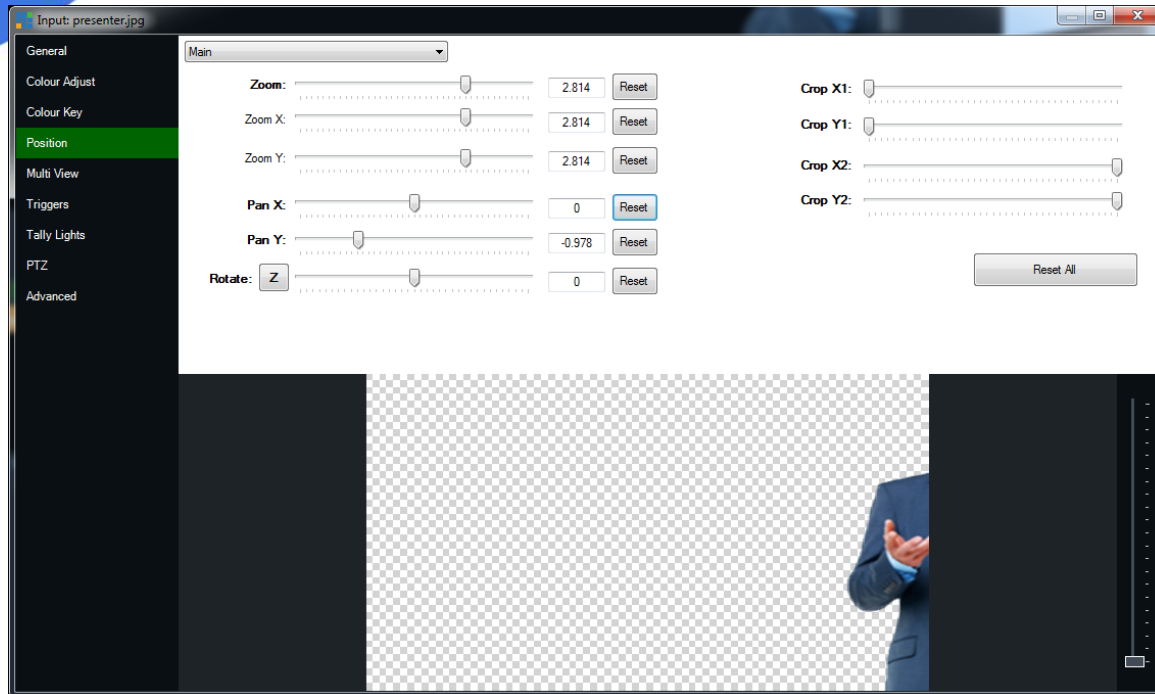 Input: presenter.jpg
General
Colour Adjust
Colour Key
Position
Multi View
Triggers
Tally Lights
PTZ
Advanced
Main
Zoom: 2.814 Reset
Zoom X: 2.814 Reset
Zoom Y: 2.814 Reset
Pan X: 0 Reset
Pan Y: -0.978 Reset
Rotate: Z 0 Reset
Crop X1:
Crop Y1:
Crop X2:
Crop Y2:
Reset All